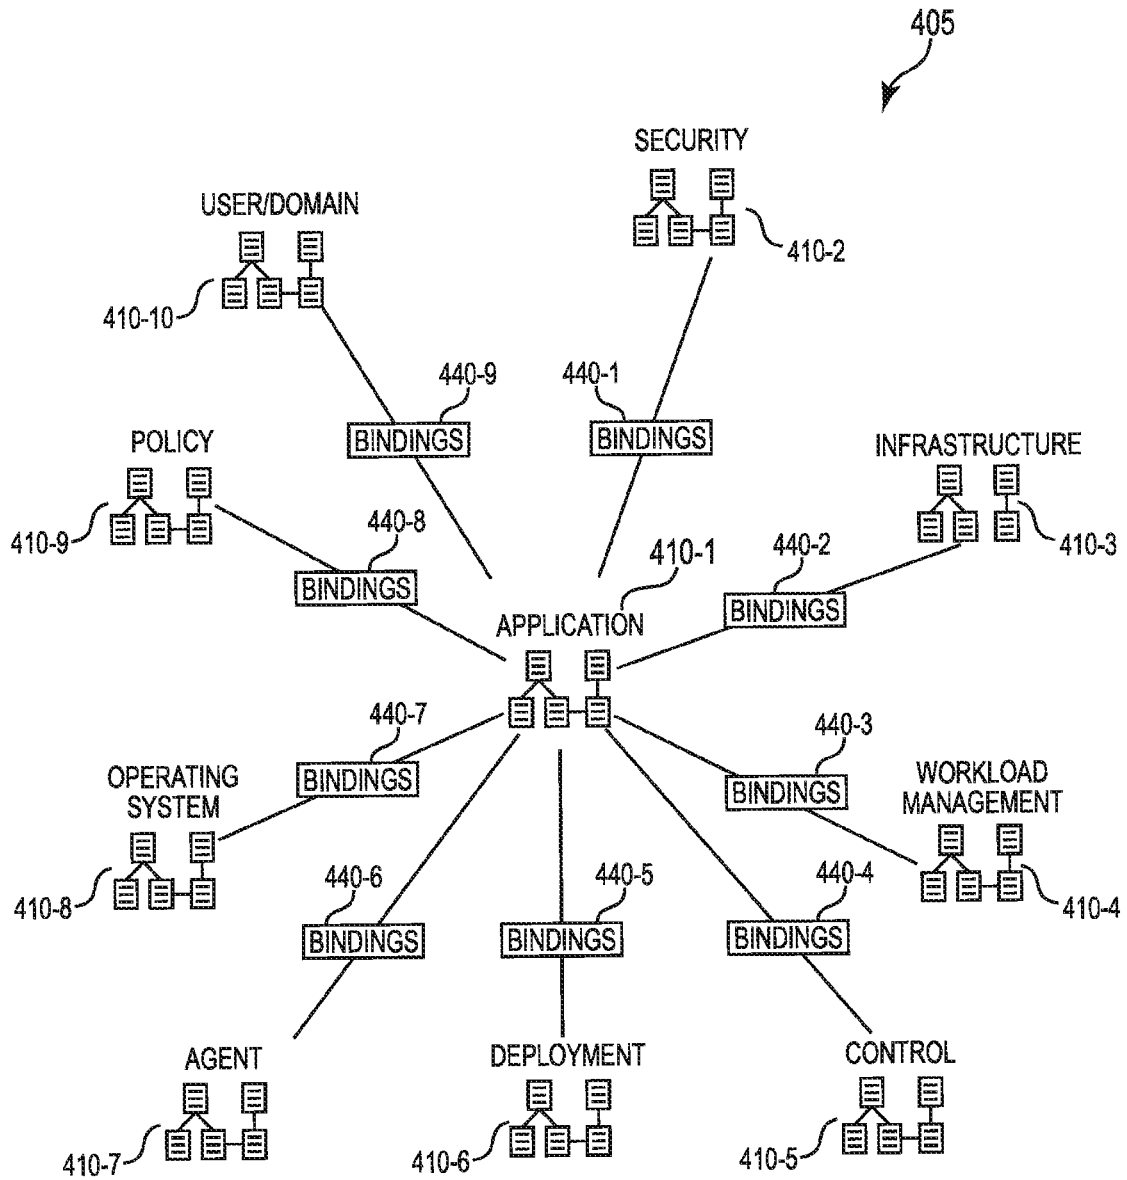 405
SECURITY
USER/DOMAIN
410-2
410-10
440-9
440-1
BINDINGS
BINDINGS
POLICY
INFRASTRUCTURE
440-8
410-9
440-2
410-3
410-1
BINDINGS
BINDINGS
APPLICATION
440-7
440-3
OPERATING
SYSTEM
BINDINGS
BINDINGS
WORKLOAD
MANAGEMENT
440-6
440-5
440-4
410-8
410-4
BINDINGS
BINDINGS
BINDINGS
AGENT
DEPLOYMENT
CONTROL
410-7
410-6
410-5